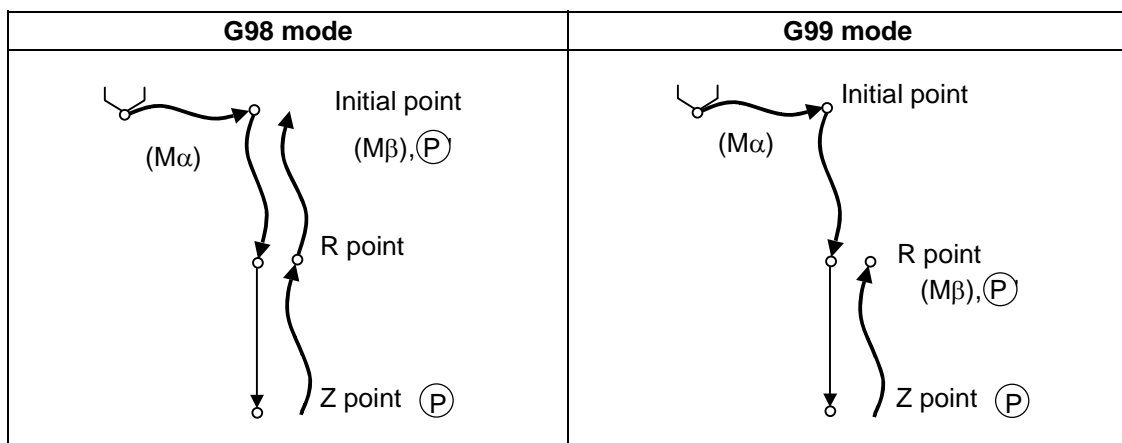 G98 mode
Initial point
(Mα)
(Mβ), P'
R point
Z point P
G99 mode
Initial point
(Mα)
R point
(Mβ), P'
Z point P